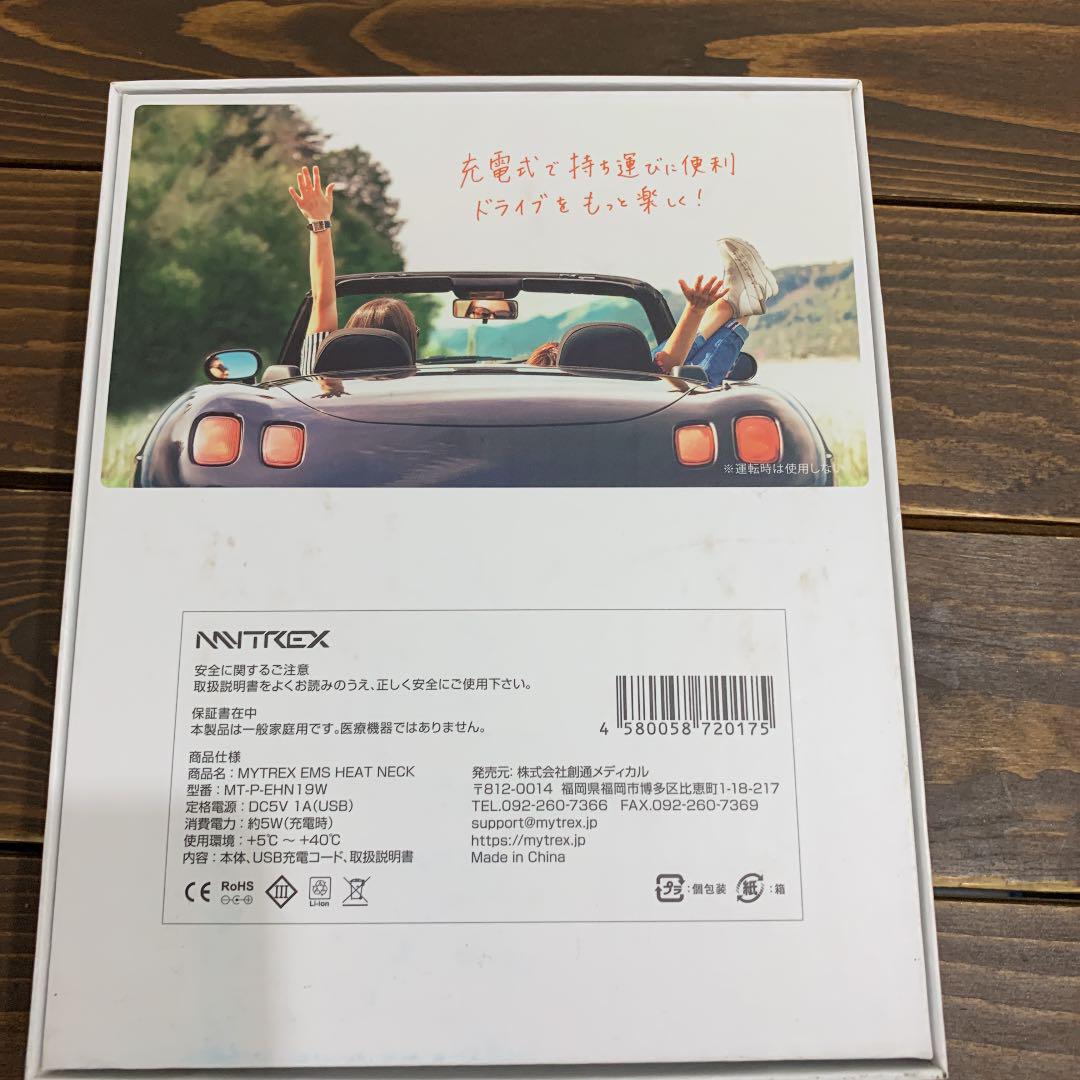 充電式で持ち運びに便利
ドライブをもっと楽しく!
※運転時は使用しない
MYTREX
安全に関するご注意
取扱説明書をよくお読みのうえ、正しく安全にご使用下さい。
保証書在中
本製品は一般家庭用です。医療機器ではありません。
4 580058 720175
商品仕様
商品名：MYTREX EMS HEAT NECK
型番：MT-P-EHN19W
定格電源：DC5V 1A(USB)
消費電力：約5W(充電時)
使用環境：+5℃ ～ +40℃
内容：本体、USB充電コード、取扱説明書
発売元：株式会社創通メディカル
〒812-0014 福岡県福岡市博多区比恵町1-18-217
TEL.092-260-7366 FAX.092-260-7369
support@mytrex.jp
https://mytrex.jp
Made in China
CE RoHS III Li-ion
プラ：個包装 紙：箱